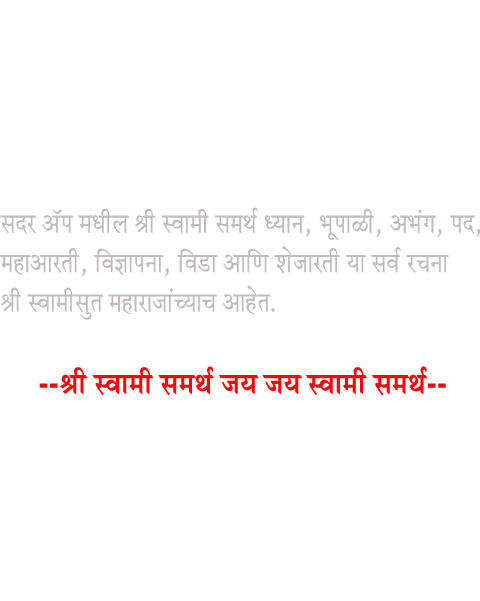 सदर ॲप मधील श्री स्वामी समर्थ ध्यान, भूपाळी, अभंग, पद,
महाआरती, विज्ञापना, विडा आणि शेजारती या सर्व रचना
श्री स्वामीसुत महाराजांच्याच आहेत.
--श्री स्वामी समर्थ जय जय स्वामी समर्थ--